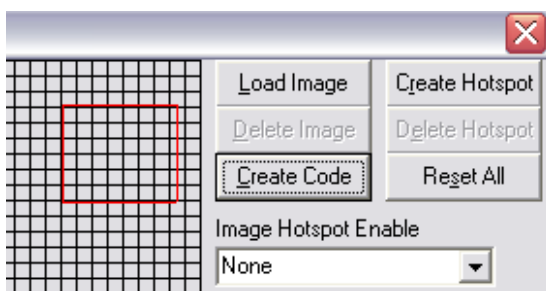 Load Image Create Hotspot
Delete Image Delete Hotspot
Create Code Reset All
Image Hotspot Enable
None